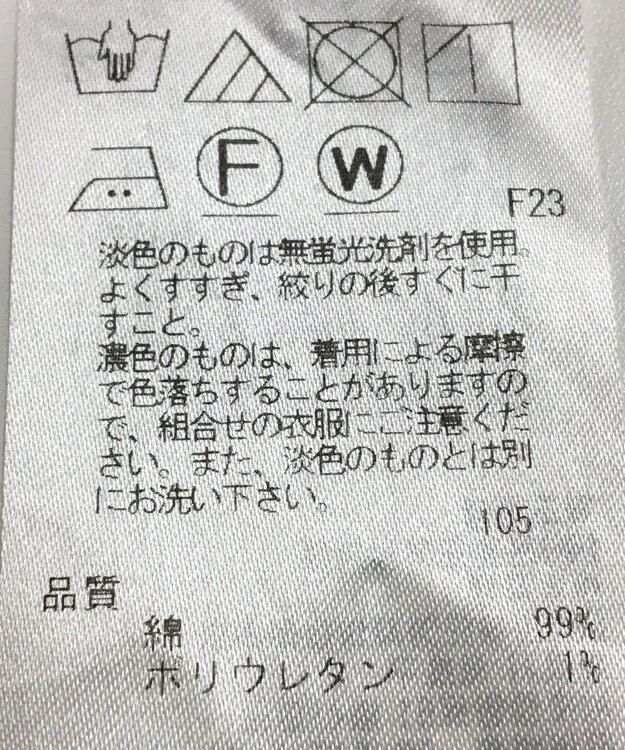 F
W
F23
淡色のものは無蛍光洗剤を使用。
よくすすぎ、絞りの後すぐに干
すこと。
濃色のものは、着用による摩擦
で色落ちすることがありますの
で、組合せの衣服にご注意くだ
さい。また、淡色のものとは別
にお洗い下さい。
105
品質
綿 99%
ポリウレタン 1%